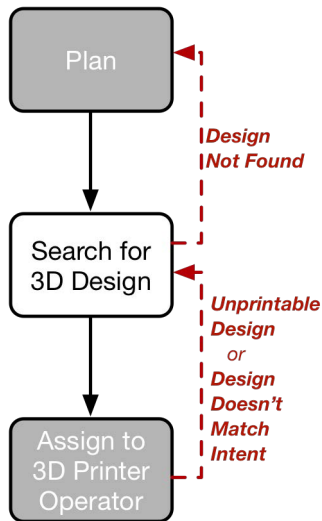 Plan
Design
Not Found
Search for
3D Design
Unprintable
Design
or
Design
Doesn't
Match
Intent
Assign to
3D Printer
Operator